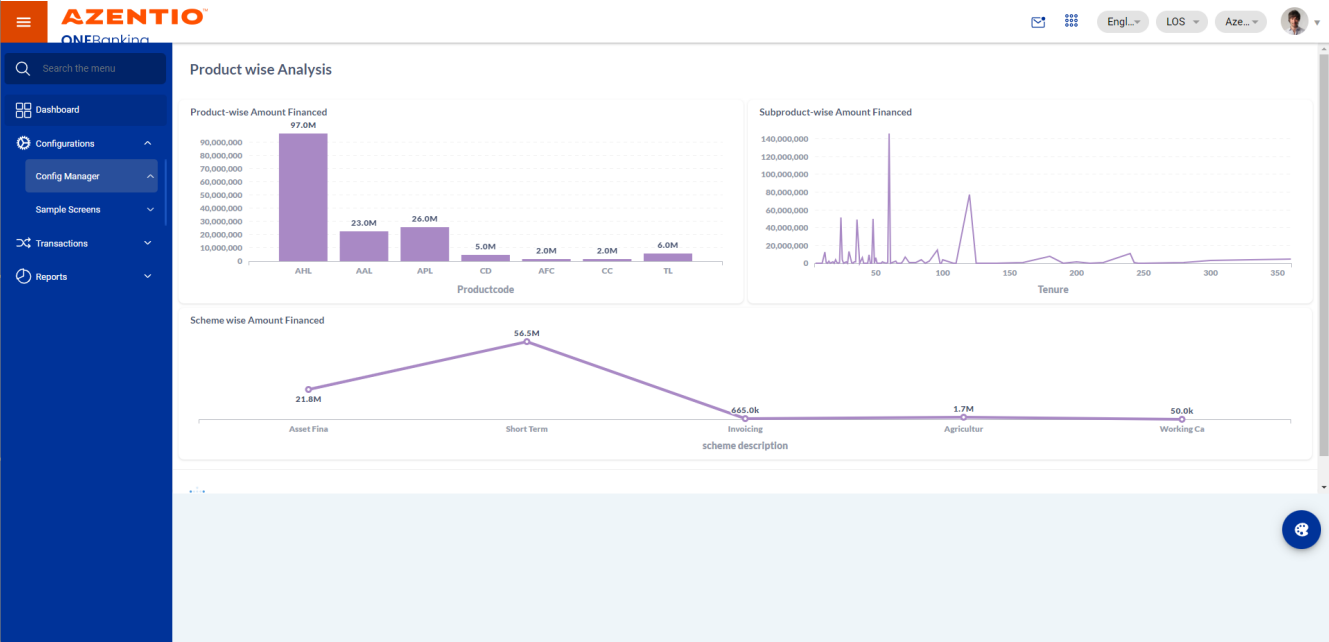 AZENTIO™
ONEBanking
Engl...
LOS
Aze...
Search the menu
Dashboard
Configurations
Config Manager
Sample Screens
Transactions
Reports
Product wise Analysis
Product-wise Amount Financed
97.0M
90,000,000
80,000,000
70,000,000
60,000,000
50,000,000
40,000,000
30,000,000
20,000,000
10,000,000
0
23.0M
26.0M
5.0M
2.0M
2.0M
6.0M
AHL AAL APL CD AFC CC TL
Productcode
Subproduct-wise Amount Financed
140,000,000
120,000,000
100,000,000
80,000,000
60,000,000
40,000,000
20,000,000
0
50 100 150 200 250 300 350
Tenure
Scheme wise Amount Financed
56.5M
21.8M
665.0k
1.7M
50.0k
Asset Fina Short Term Invoicing Agricultur Working Ca
scheme description